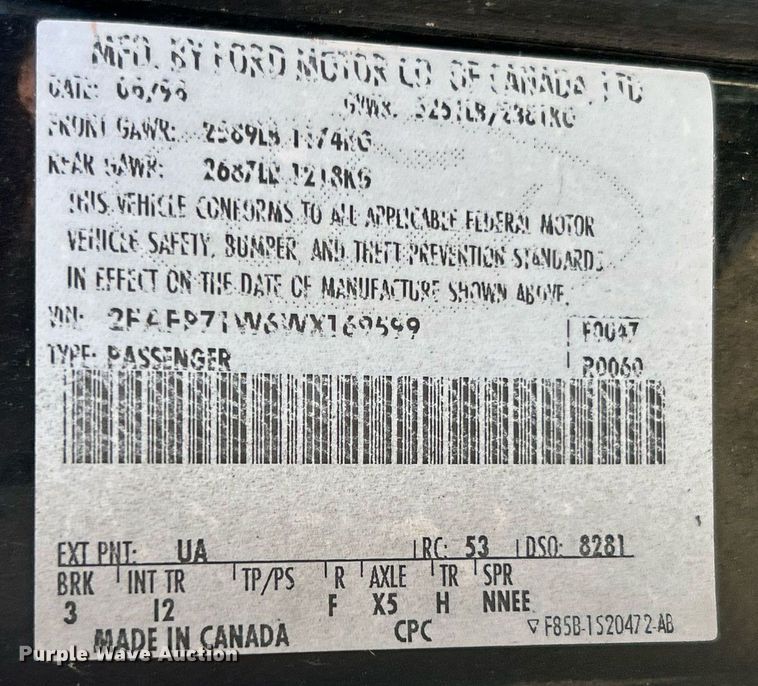 MFD. BY FORD MOTOR CO. OF CANADA, LTD
DATE: 06/98 GVWR: 5251LB/2381KG
FRONT GAWR: 2589LB 1174KG
REAR GAWR: 2687LB 1218KG
THIS VEHICLE CONFORMS TO ALL APPLICABLE FEDERAL MOTOR
VEHICLE SAFETY, BUMPER, AND THEFT PREVENTION STANDARDS
IN EFFECT ON THE DATE OF MANUFACTURE SHOWN ABOVE.
VIN: 2FAFP71W6WX169599 F0047
TYPE: PASSENGER R0060
EXT PNT: UA RC: 53 DSO: 8281
BRK INT TR TP/PS R AXLE TR SPR
3 I2 F X5 H NNEE
MADE IN CANADA CPC ▽ F85B-1520472-AB
Purple Wave Auction